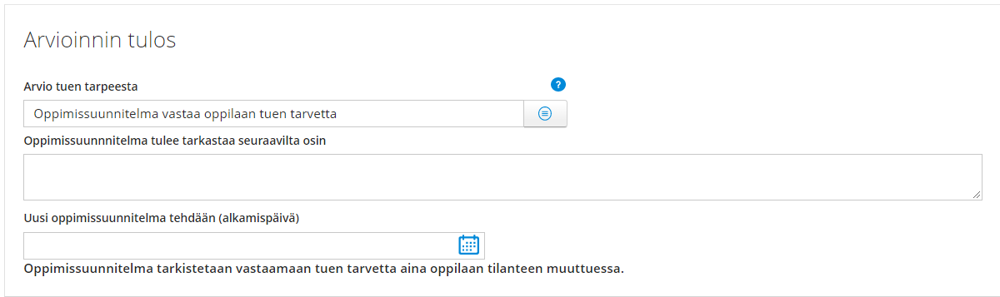 Arvioinnin tulos
Arvio tuen tarpeesta
?
Oppimissuunnitelma vastaa oppilaan tuen tarvetta
Oppimissuunnnitelma tulee tarkastaa seuraavilta osin
Uusi oppimissuunnitelma tehdään (alkamispäivä)
Oppimissuunnitelma tarkistetaan vastaamaan tuen tarvetta aina oppilaan tilanteen muuttuessa.